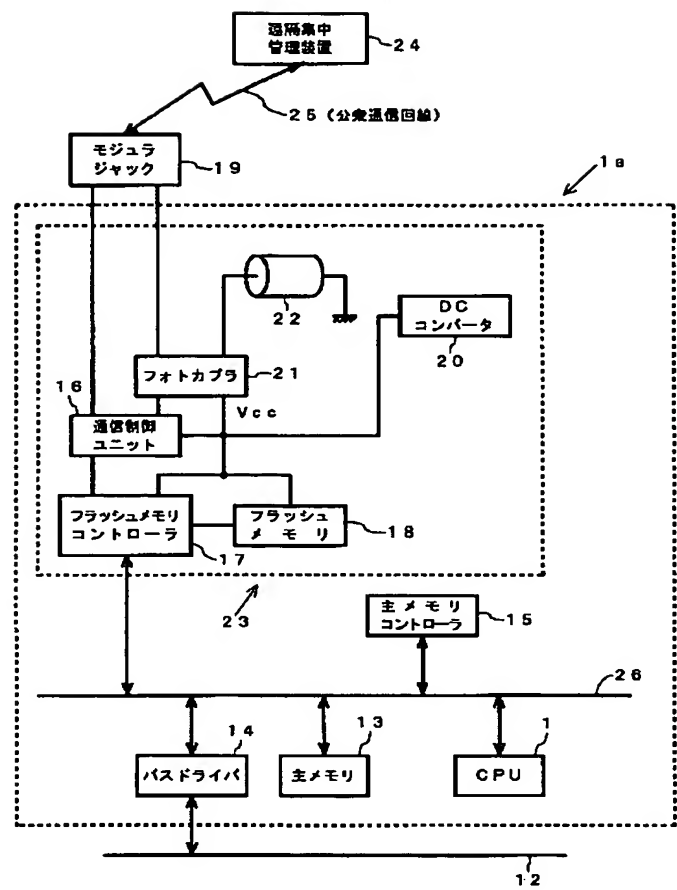 遠隔集中
管理装置
24
25(公衆通信回線)
モジュラ
ジャック
19
1a
22
DC
コンバータ
20
フォトカプラ
21
16
Vcc
通信制御
ユニット
フラッシュメモリ
コントローラ
17
フラッシュ
メモリ
18
23
主メモリ
コントローラ
15
26
14
13
1
バスドライバ
主メモリ
CPU
12